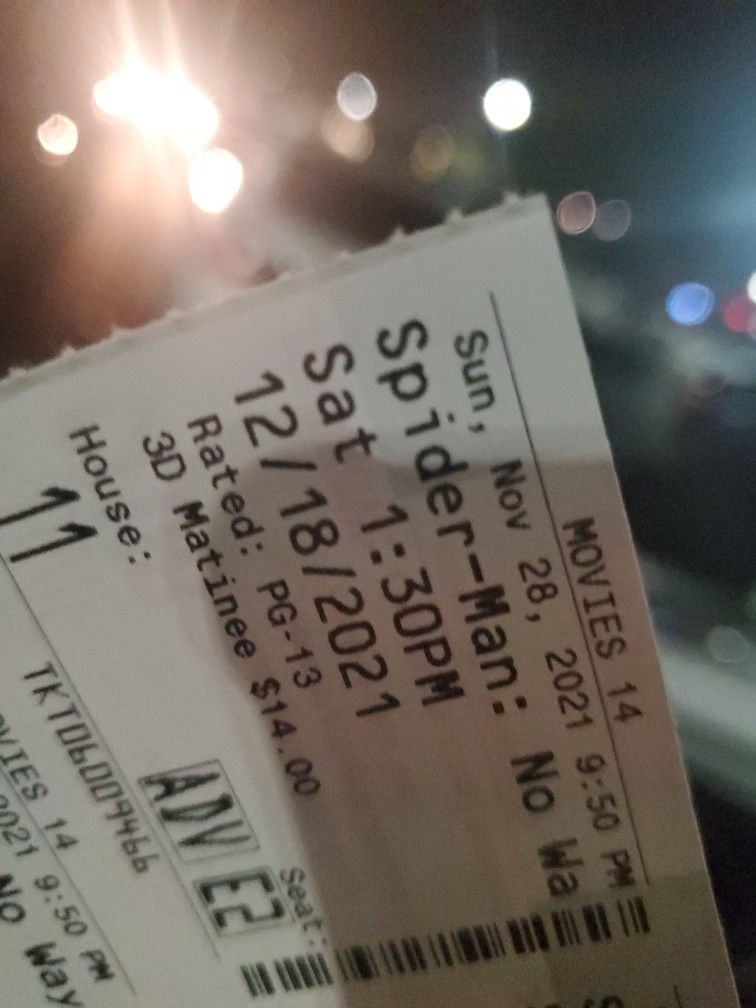 MOVIES 14
Sun, Nov 28, 2021 9:50 PM
Spider-Man: No Wa
Sat 1:30PM
12/18/2021
Rated: PG-13
3D Matinee $14.00
House:
11
Seat:
ADV E2
TKT06009466
OVIES 14
2021 9:50 PM
No Way